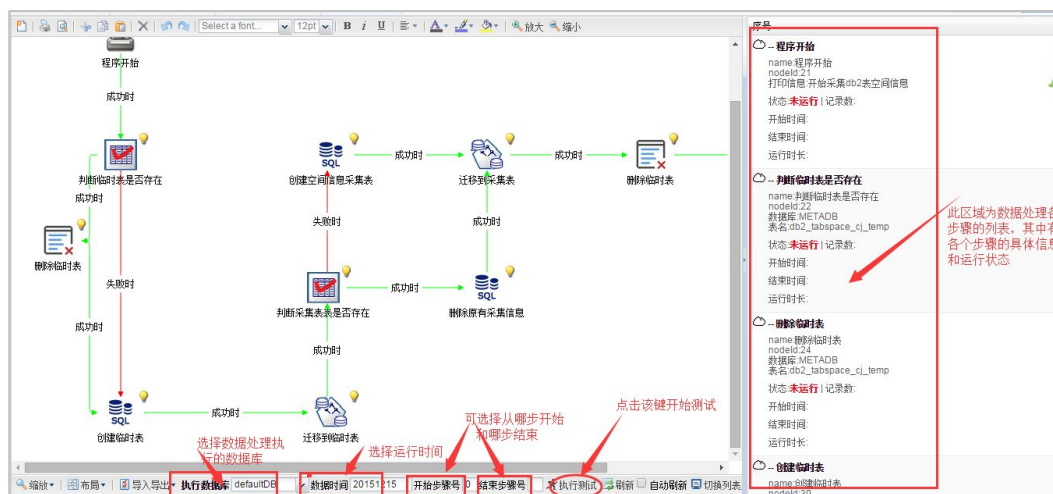 Select a font...
12pt
B
i
U
A
放大
缩小
程序开始
成功时
判断临时表是否存在
成功时
删除临时表
失败时
成功时
SQL
创建临时表
成功时
迁移到临时表
成功时
判断采集表表是否存在
失败时
成功时
SQL
删除原有采集信息
成功时
SQL
创建空间信息采集表
成功时
迁移到采集表
成功时
删除临时表
选择数据处理执
行的数据库
选择运行时间
可选择从哪步开始
和哪步结束
点击该键开始测试
缩放
布局
导入导出
执行数据库
defaultDB
数据时间
20151215
开始步骤号
0
结束步骤号
执行测试
刷新
自动刷新
切换列表
序号
-- 程序开始
name:程序开始
nodeId:21
打印信息:开始采集db2表空间信息
状态:未运行 | 记录数:
开始时间:
结束时间:
运行时长:
-- 判断临时表是否存在
name:判断临时表是否存在
nodeId:22
数据库:METADB
表名:db2_tabspace_cj_temp
状态:未运行 | 记录数:
开始时间:
结束时间:
运行时长:
-- 删除临时表
name:删除临时表
nodeId:24
数据库:METADB
表名:db2_tabspace_cj_temp
状态:未运行 | 记录数:
开始时间:
结束时间:
运行时长:
-- 创建临时表
name:创建临时表
nodeId:30
此区域为数据处理各
步骤的列表，其中有
各个步骤的具体信息
和运行状态